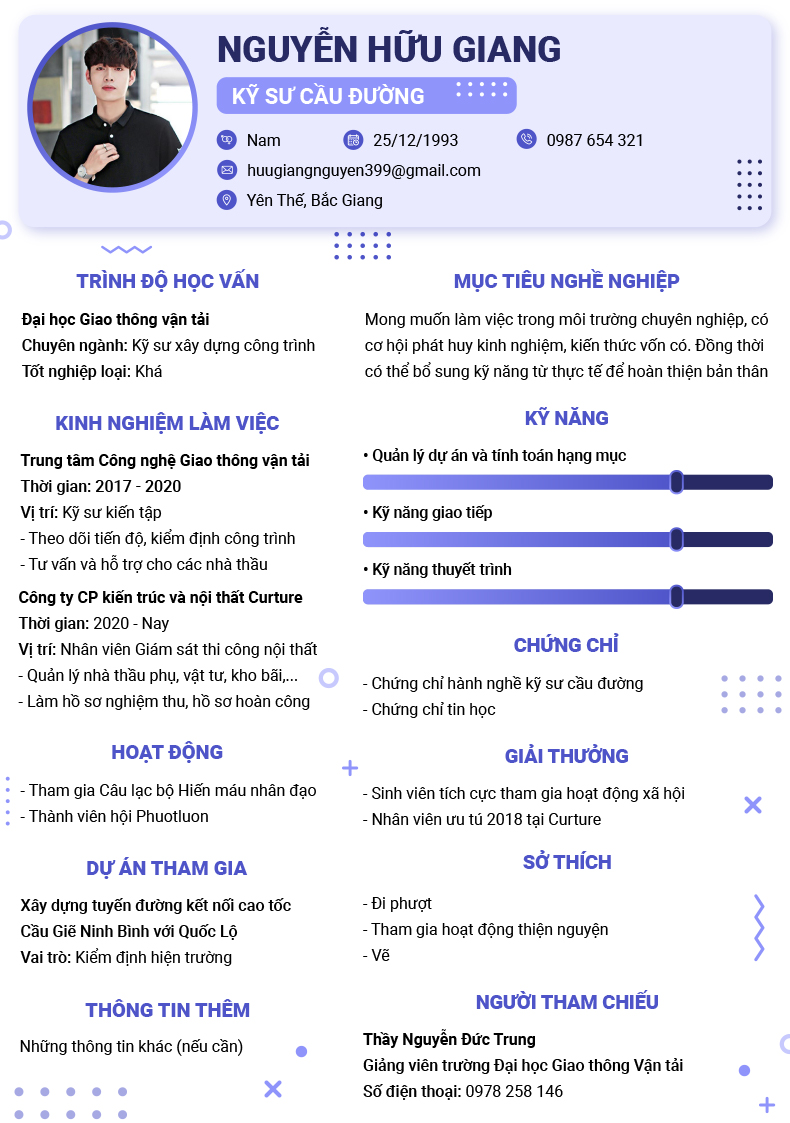 NGUYỄN HỮU GIANG
KỸ SƯ CẦU ĐƯỜNG
Nam
25/12/1993
0987 654 321
huugiangnguyen399@gmail.com
Yên Thế, Bắc Giang
TRÌNH ĐỘ HỌC VẤN
Đại học Giao thông vận tải
Chuyên ngành: Kỹ sư xây dựng công trình
Tốt nghiệp loại: Khá
KINH NGHIỆM LÀM VIỆC
Trung tâm Công nghệ Giao thông vận tải
Thời gian: 2017 - 2020
Vị trí: Kỹ sư kiến tập
- Theo dõi tiến độ, kiểm định công trình
- Tư vấn và hỗ trợ cho các nhà thầu
Công ty CP kiến trúc và nội thất Curture
Thời gian: 2020 - Nay
Vị trí: Nhân viên Giám sát thi công nội thất
- Quản lý nhà thầu phụ, vật tư, kho bãi,...
- Làm hồ sơ nghiệm thu, hồ sơ hoàn công
HOẠT ĐỘNG
- Tham gia Câu lạc bộ Hiến máu nhân đạo
- Thành viên hội Phuotluon
DỰ ÁN THAM GIA
Xây dựng tuyến đường kết nối cao tốc
Cầu Giẽ Ninh Bình với Quốc Lộ
Vai trò: Kiểm định hiện trường
THÔNG TIN THÊM
Những thông tin khác (nếu cần)
MỤC TIÊU NGHỀ NGHIỆP
Mong muốn làm việc trong môi trường chuyên nghiệp, có
cơ hội phát huy kinh nghiệm, kiến thức vốn có. Đồng thời
có thể bổ sung kỹ năng từ thực tế để hoàn thiện bản thân
KỸ NĂNG
• Quản lý dự án và tính toán hạng mục
• Kỹ năng giao tiếp
• Kỹ năng thuyết trình
CHỨNG CHỈ
- Chứng chỉ hành nghề kỹ sư cầu đường
- Chứng chỉ tin học
GIẢI THƯỞNG
- Sinh viên tích cực tham gia hoạt động xã hội
- Nhân viên ưu tú 2018 tại Curture
SỞ THÍCH
- Đi phượt
- Tham gia hoạt động thiện nguyện
- Vẽ
NGƯỜI THAM CHIẾU
Thầy Nguyễn Đức Trung
Giảng viên trường Đại học Giao thông Vận tải
Số điện thoại: 0978 258 146